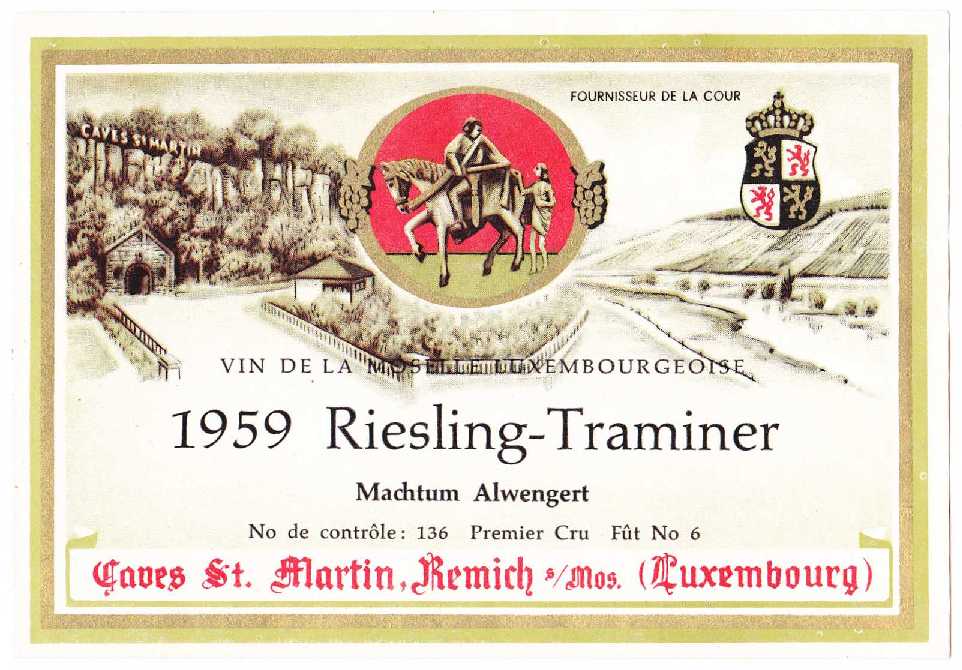 FOURNISSEUR DE LA COUR
CAVES St MARTIN
VIN DE LA MOSELLE LUXEMBOURGEOISE
1959 Riesling-Traminer
Machtum Alwengert
No de contrôle: 136 Premier Cru Fût No 6
Caves St. Martin, Remich s/Mos. (Luxembourg)